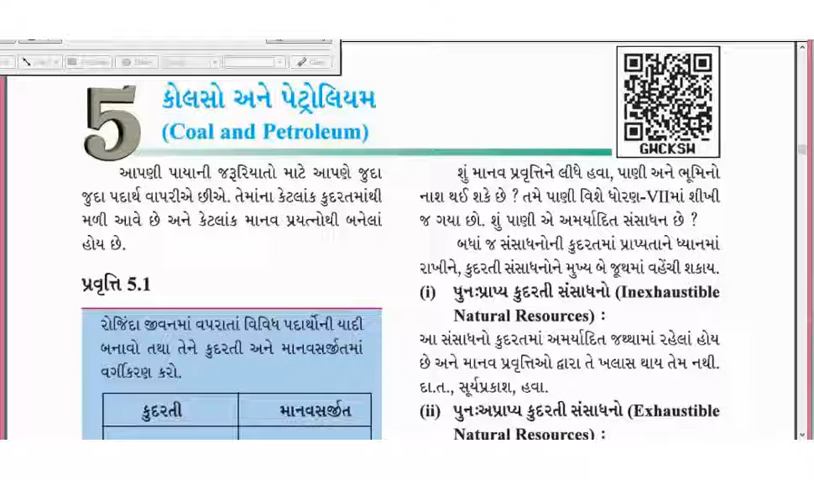 5
કોલસો અને પેટ્રોલિયમ
(Coal and Petroleum)
GWCKSW
આપણી પાયાની જરૂરિયાતો માટે આપણે જુદા
જુદા પદાર્થ વાપરીએ છીએ. તેમાંના કેટલાંક કુદરતમાંથી
મળી આવે છે અને કેટલાંક માનવ પ્રયત્નોથી બનેલાં
હોય છે.
પ્રવૃત્તિ 5.1
રોજિંદા જીવનમાં વપરાતાં વિવિધ પદાર્થોની યાદી
બનાવો તથા તેને કુદરતી અને માનવસર્જીતમાં
વર્ગીકરણ કરો.
કુદરતી માનવસર્જીત
શું માનવ પ્રવૃત્તિને લીધે હવા, પાણી અને ભૂમિનો
નાશ થઈ શકે છે ? તમે પાણી વિશે ધોરણ-VIIમાં શીખી
જ ગયા છો. શું પાણી એ અમર્યાદિત સંસાધન છે ?
બધાં જ સંસાધનોની કુદરતમાં પ્રાપ્યતાને ધ્યાનમાં
રાખીને, કુદરતી સંસાધનોને મુખ્ય બે જૂથમાં વહેંચી શકાય.
(i) પુનઃપ્રાપ્ય કુદરતી સંસાધનો (Inexhaustible
Natural Resources) :
આ સંસાધનો કુદરતમાં અમર્યાદિત જથ્થામાં રહેલાં હોય
છે અને માનવ પ્રવૃત્તિઓ દ્વારા તે ખલાસ થાય તેમ નથી.
દા.ત., સૂર્યપ્રકાશ, હવા.
(ii) પુનઃઅપ્રાપ્ય કુદરતી સંસાધનો (Exhaustible
Natural Resources) :